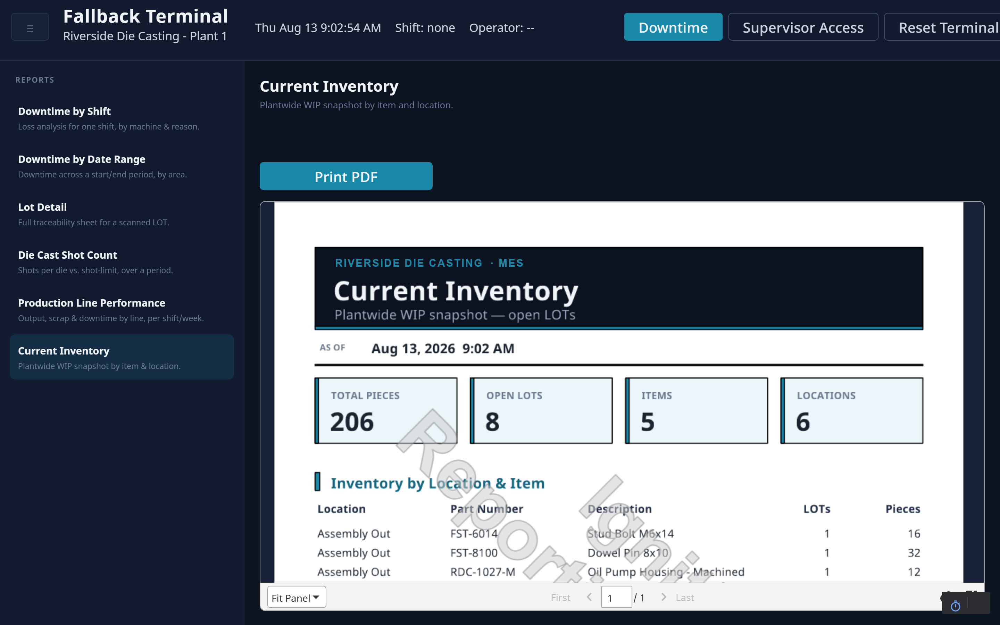 Fallback Terminal
Riverside Die Casting - Plant 1
Thu Aug 13 9:02:54 AM Shift: none Operator: --
Downtime
Supervisor Access
Reset Terminal
REPORTS
Downtime by Shift
Loss analysis for one shift, by machine & reason.
Downtime by Date Range
Downtime across a start/end period, by area.
Lot Detail
Full traceability sheet for a scanned LOT.
Die Cast Shot Count
Shots per die vs. shot-limit, over a period.
Production Line Performance
Output, scrap & downtime by line, per shift/week.
Current Inventory
Plantwide WIP snapshot by item & location.
Current Inventory
Plantwide WIP snapshot by item and location.
Print PDF
RIVERSIDE DIE CASTING · MES
Current Inventory
Plantwide WIP snapshot — open LOTs
AS OF Aug 13, 2026 9:02 AM
TOTAL PIECES
206
OPEN LOTS
8
ITEMS
5
LOCATIONS
6
Inventory by Location & Item
Location Part Number Description LOTs Pieces
Assembly Out FST-6014 Stud Bolt M6x14 1 16
Assembly Out FST-8100 Dowel Pin 8x10 1 32
Assembly Out RDC-1027-M Oil Pump Housing - Machined 1 12
Fit Panel
First
1 / 1
Last